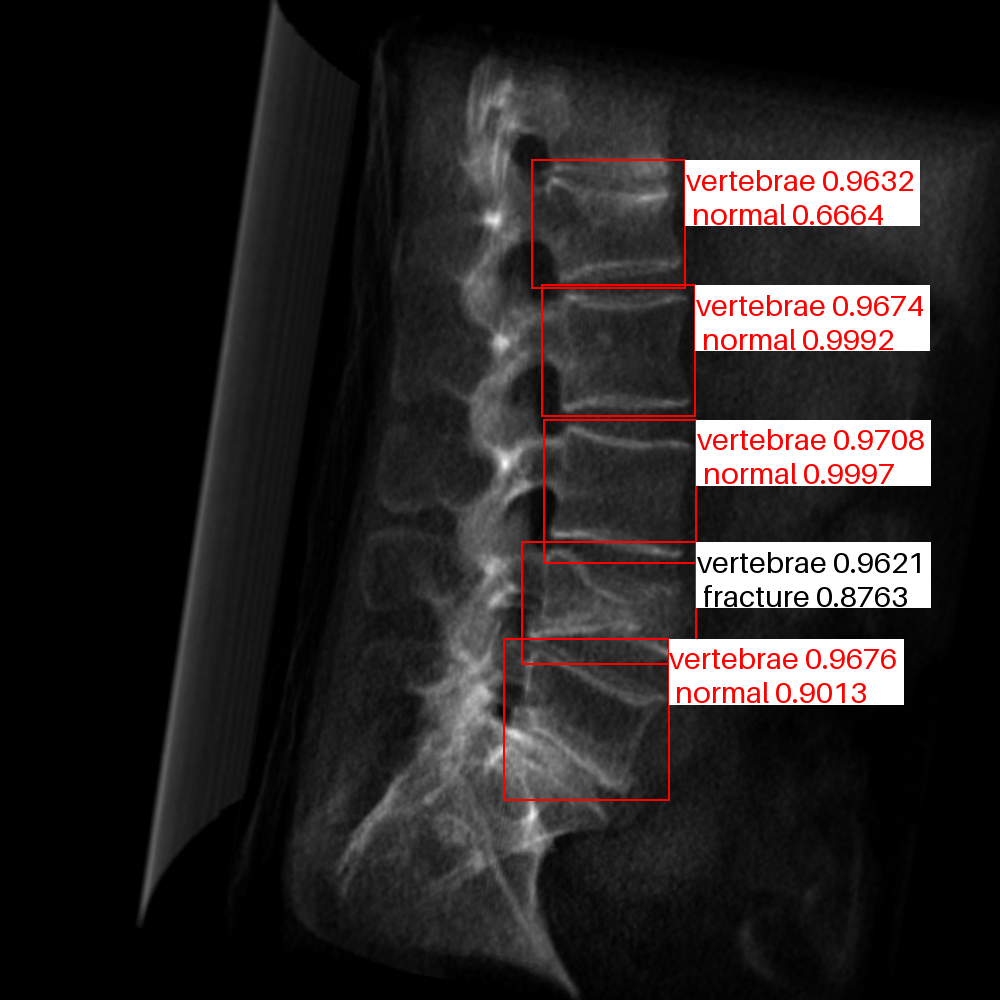 vertebrae 0.9632
normal 0.6664
vertebrae 0.9674
normal 0.9992
vertebrae 0.9708
normal 0.9997
vertebrae 0.9621
fracture 0.8763
vertebrae 0.9676
normal 0.9013